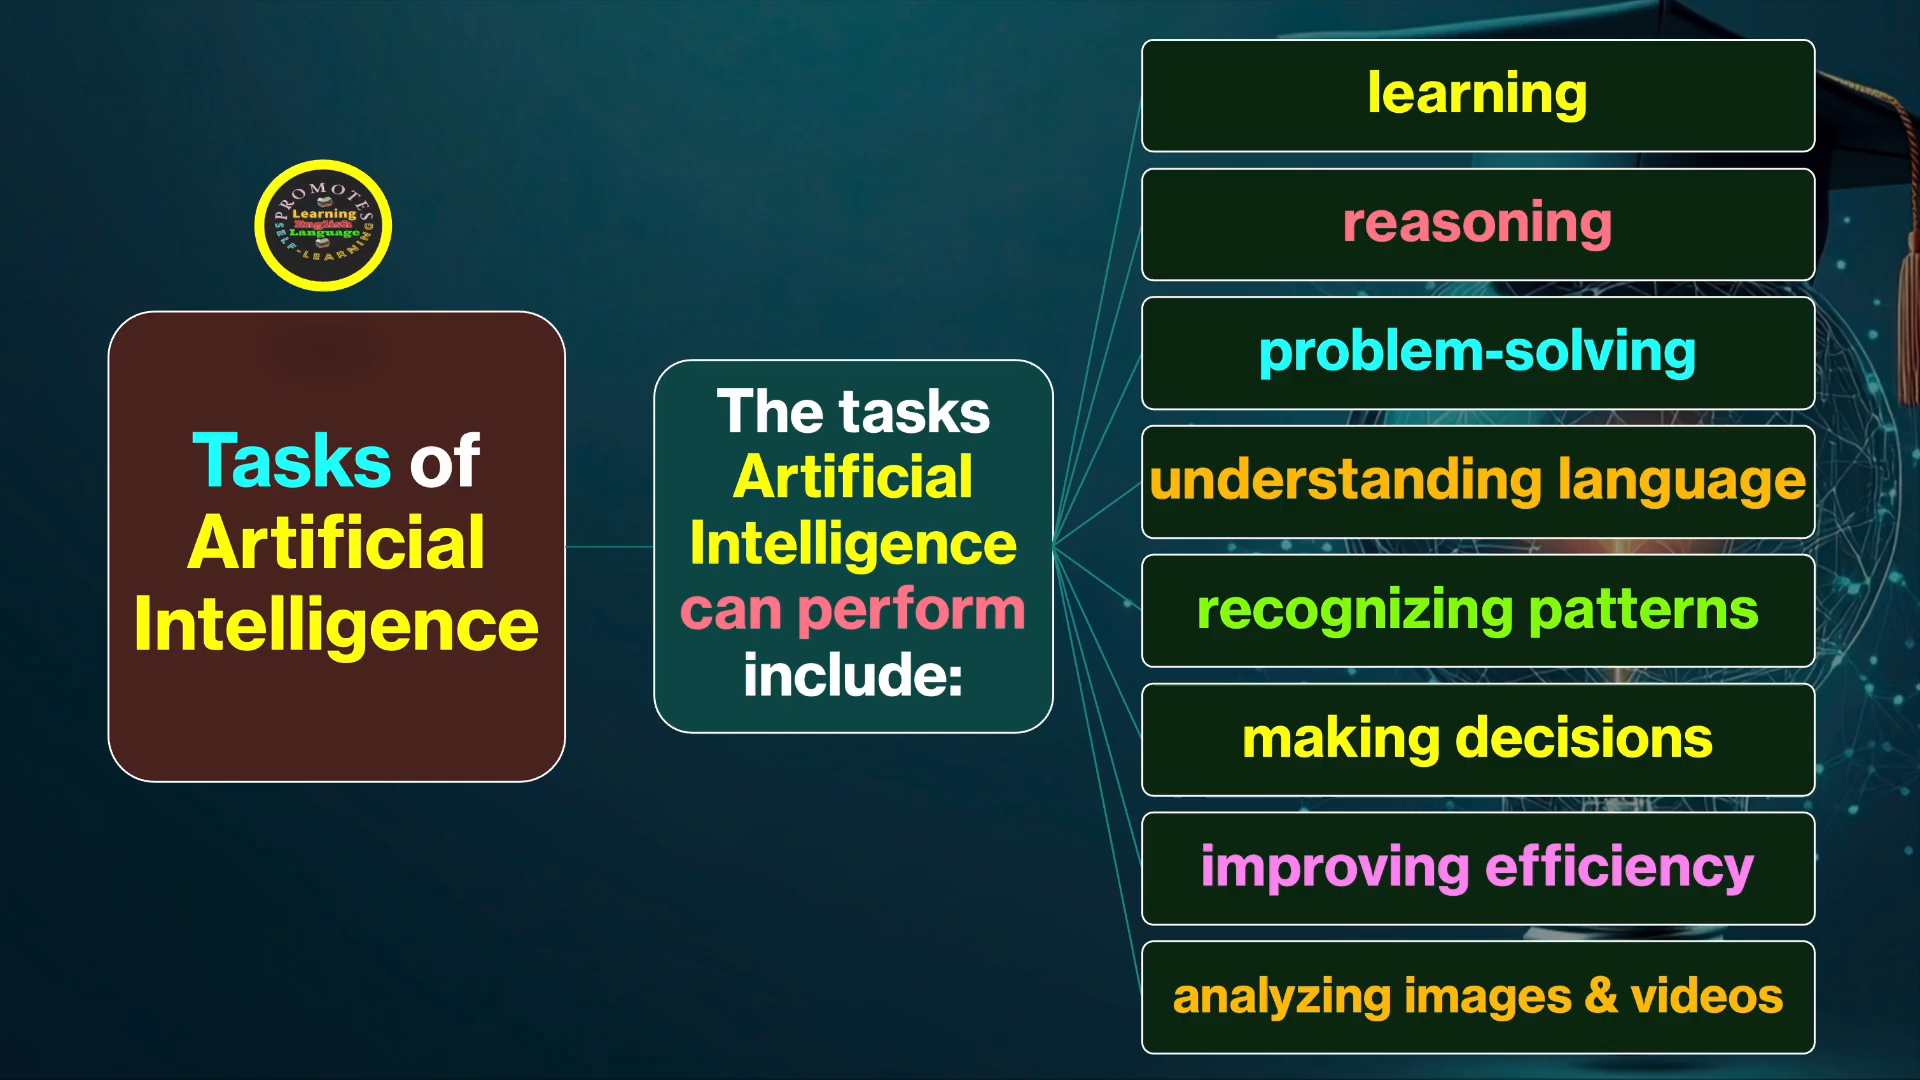 PROMOTES
Learning
English
Language
SELF-LEARNING
Tasks of
Artificial
Intelligence
The tasks
Artificial
Intelligence
can perform
include:
learning
reasoning
problem-solving
understanding language
recognizing patterns
making decisions
improving efficiency
analyzing images & videos